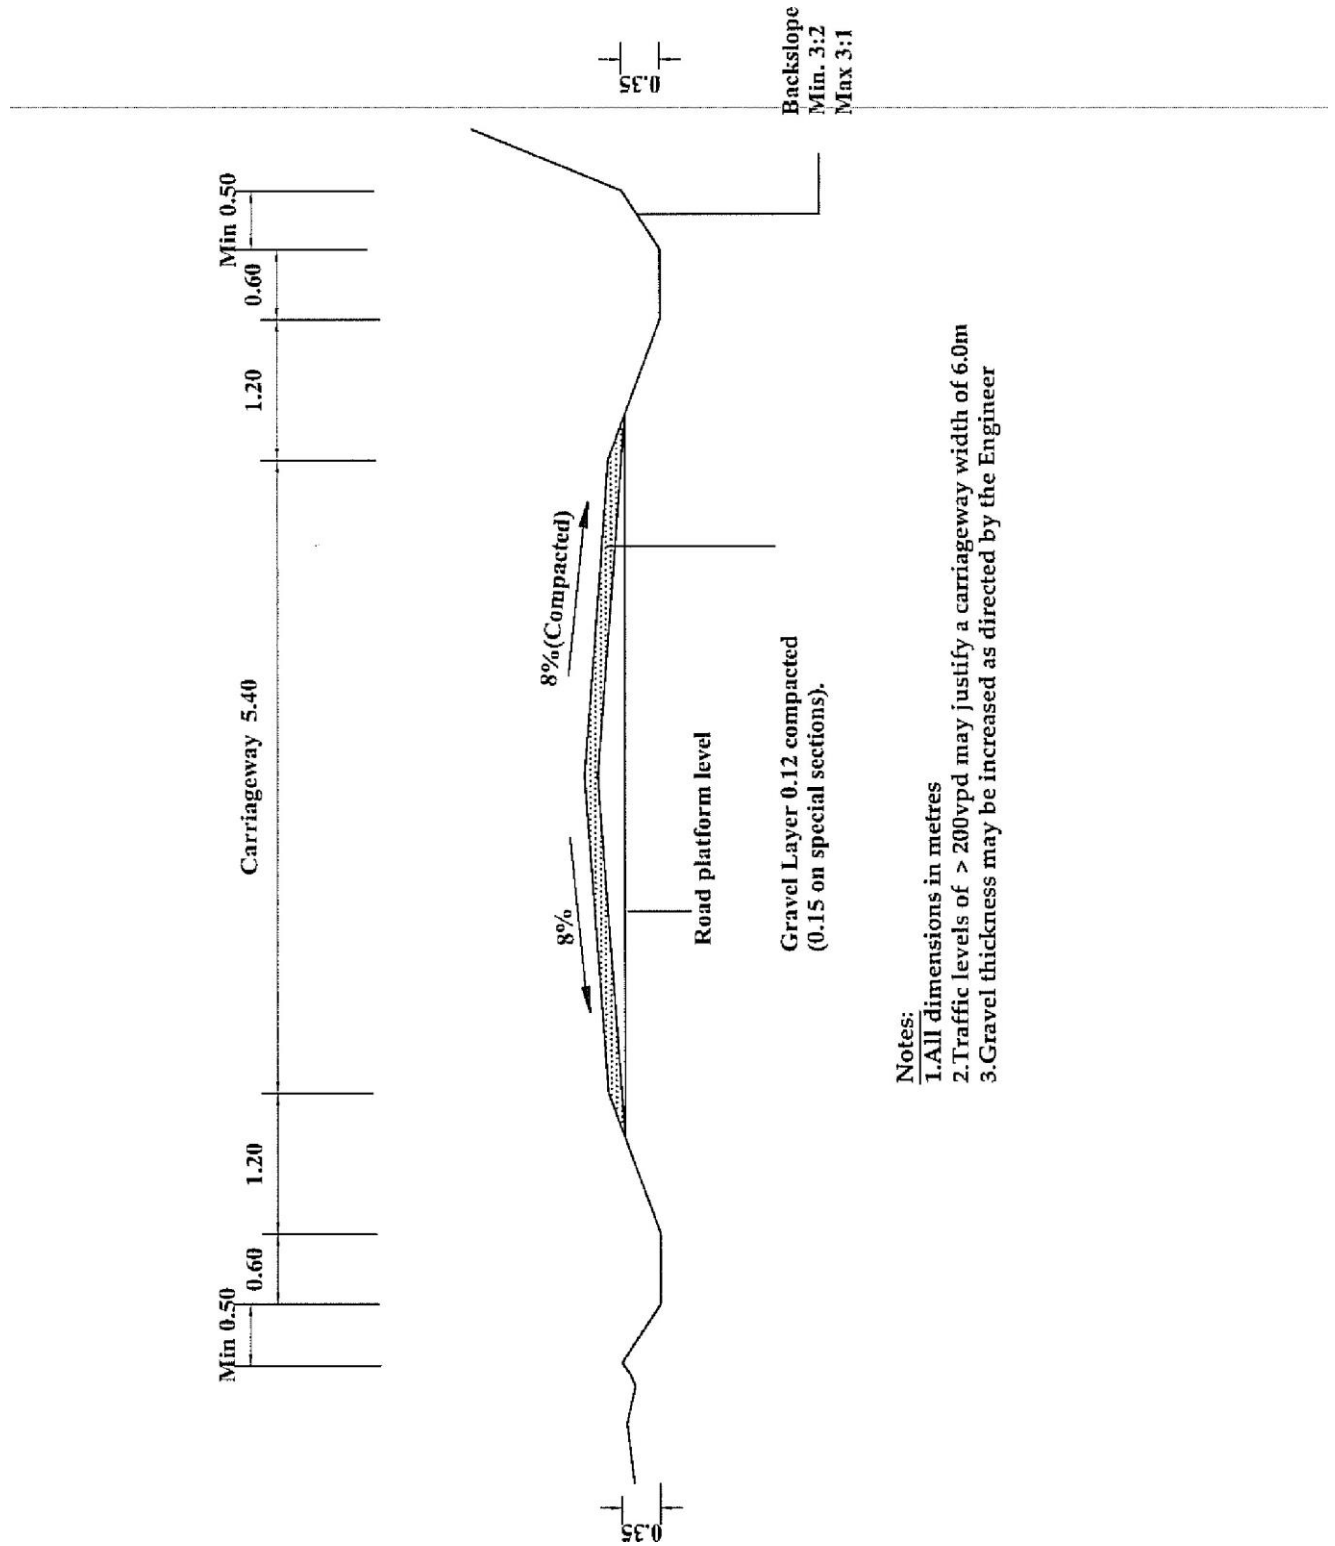 Min 0.50
0.60
1.20
Carriageway 5.40
1.20
0.60
Min 0.50
8%
8%(Compacted)
0.35
0.35
Road platform level
Gravel Layer 0.12 compacted
(0.15 on special sections).
Backslope
Min. 3:2
Max 3:1
Notes:
1.All dimensions in metres
2.Traffic levels of > 200vpd may justify a carriageway width of 6.0m
3.Gravel thickness may be increased as directed by the Engineer